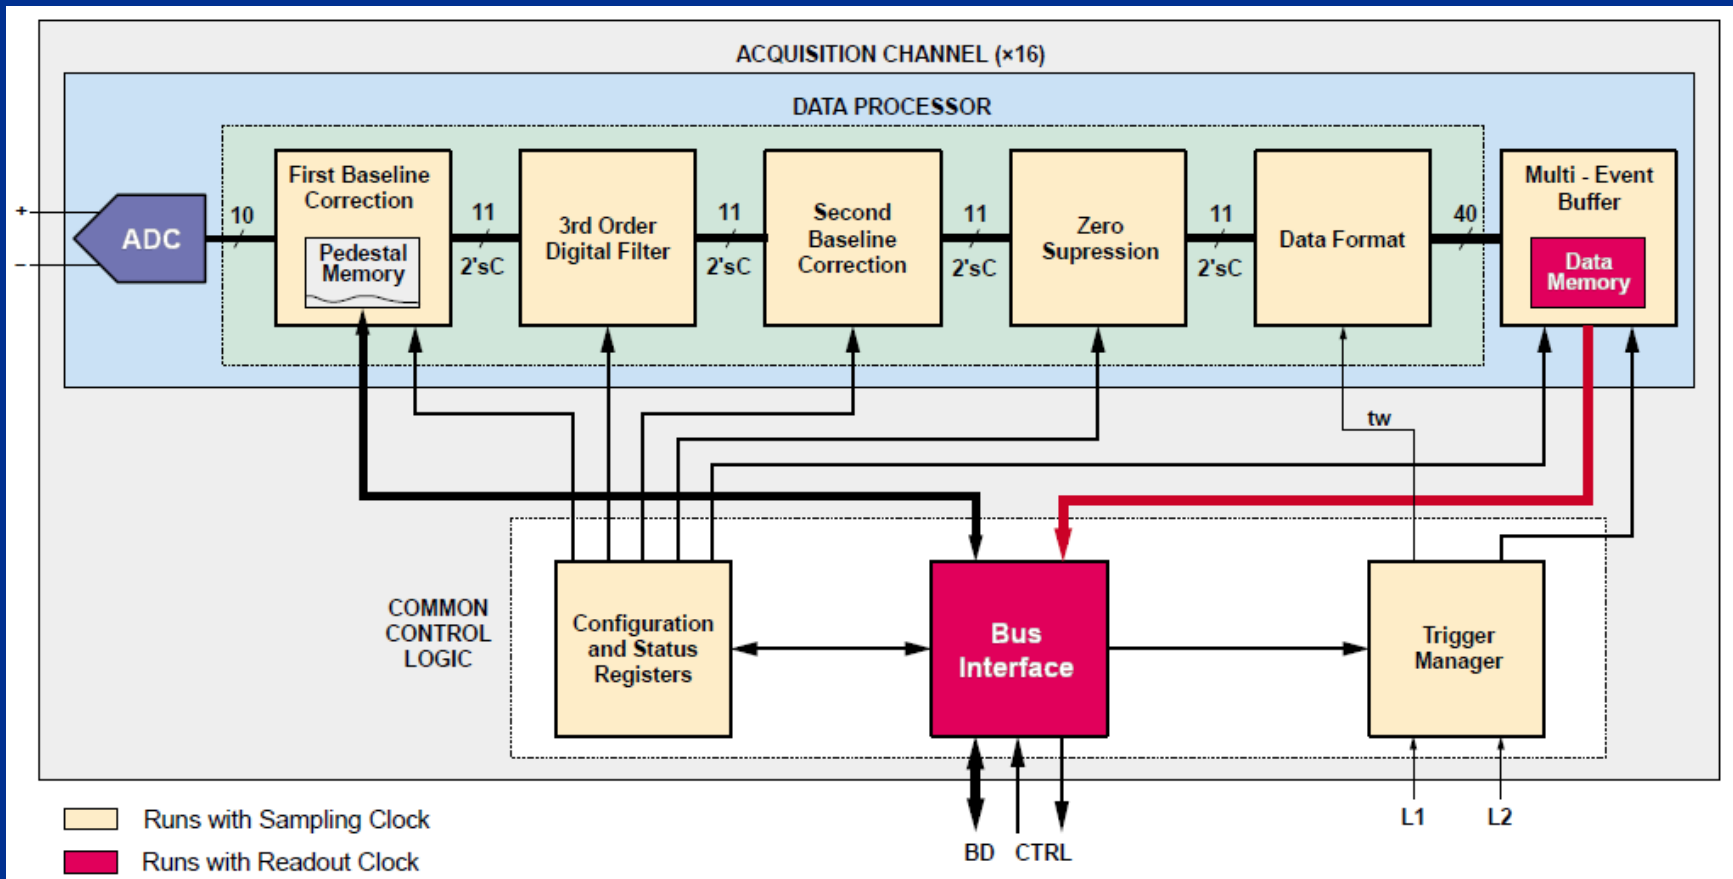 ACQUISITION CHANNEL (×16)
DATA PROCESSOR
+
–
ADC
10
First Baseline
Correction
Pedestal
Memory
11
2'sC
3rd Order
Digital Filter
11
2'sC
Second
Baseline
Correction
11
2'sC
Zero
Supression
11
2'sC
Data Format
40
Multi - Event
Buffer
Data
Memory
tw
COMMON
CONTROL
LOGIC
Configuration
and Status
Registers
Bus
Interface
Trigger
Manager
BD
CTRL
L1
L2
Runs with Sampling Clock
Runs with Readout Clock